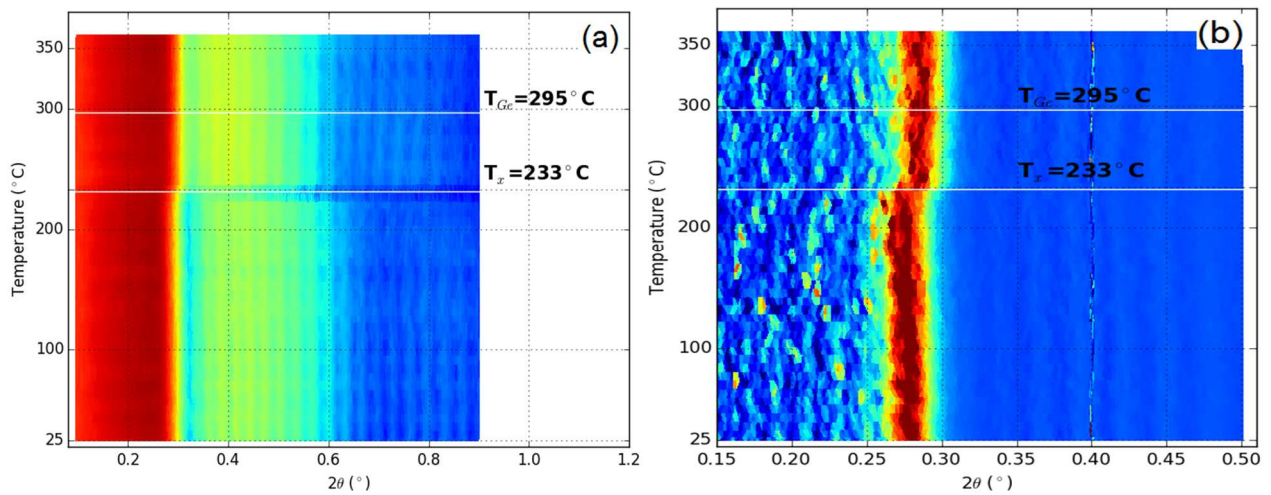 (a)
350
300
200
100
25
Temperature (°C)
T_Ge=295°C
T_x=233°C
0.2 0.4 0.6 0.8 1.0 1.2
2θ (°)
(b)
350
300
200
100
25
Temperature (°C)
T_Ge=295°C
T_x=233°C
0.15 0.20 0.25 0.30 0.35 0.40 0.45 0.50
2θ (°)